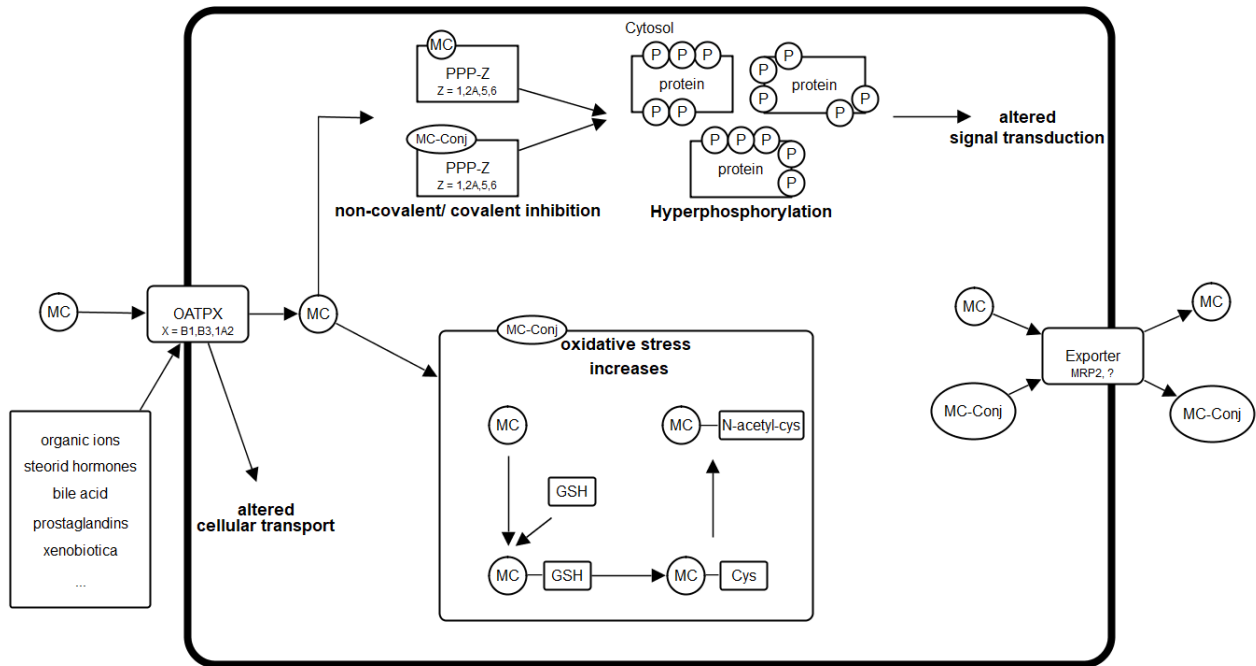 Cytosol
MC
PPP-Z
Z = 1,2A,5,6
MC-Conj
PPP-Z
Z = 1,2A,5,6
non-covalent/ covalent inhibition
P P P
protein
P P
P
P
protein
P
P
P
P P P
P
protein
P
Hyperphosphorylation
altered
signal transduction
MC
OATPX
X = B1,B3,1A2
MC
organic ions
steorid hormones
bile acid
prostaglandins
xenobiotica
...
altered
cellular transport
MC-Conj
oxidative stress
increases
MC
MC
N-acetyl-cys
GSH
MC
GSH
MC
Cys
MC
MC
Exporter
MRP2, ?
MC-Conj
MC-Conj